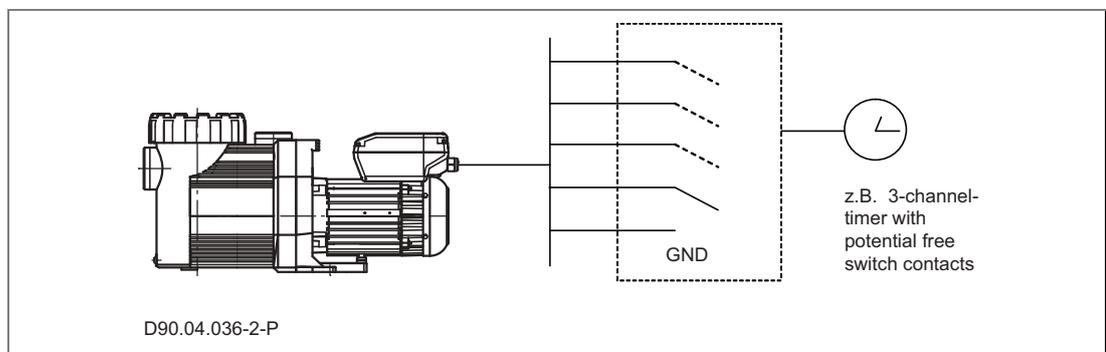 GND
z.B. 3-channel-
timer with
potential free
switch contacts
D90.04.036-2-P